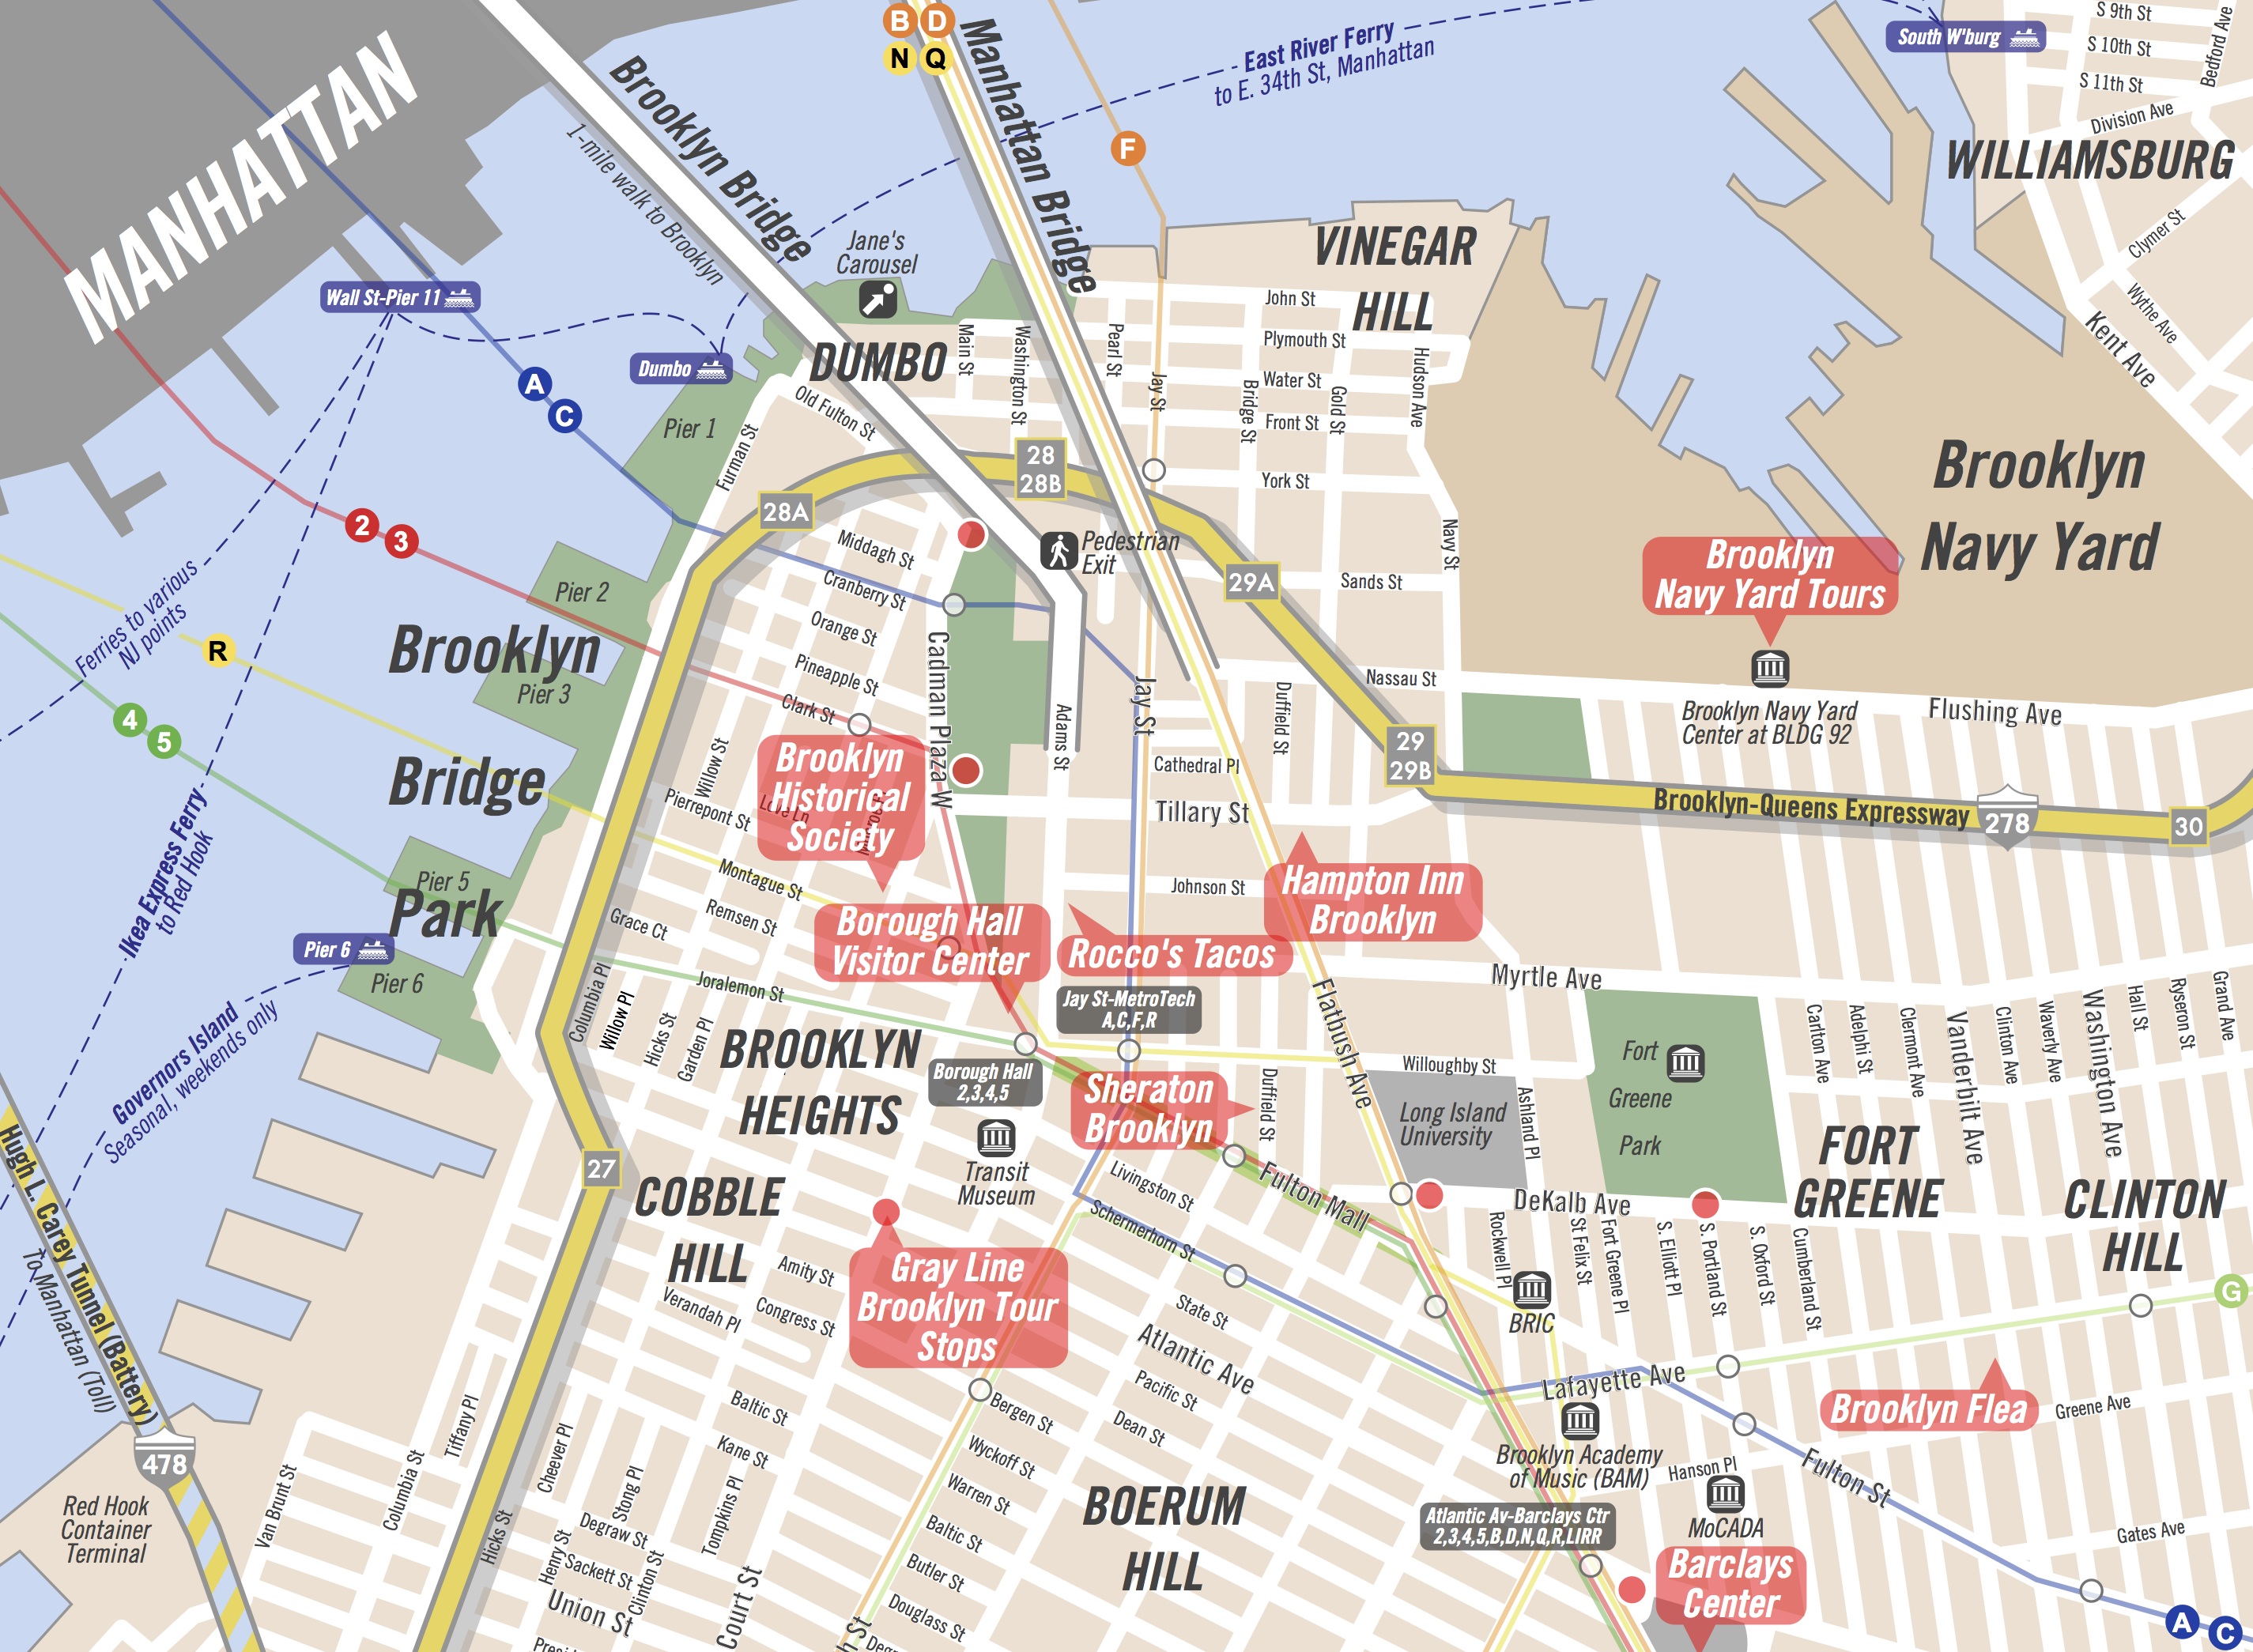 B D
N Q
Manhattan Bridge
East River Ferry
to E. 34th St, Manhattan
South W'burg
S 9th St
S 10th St
S 11th St
Bedford Ave
Division Ave
WILLIAMSBURG
Clymer St
Wythe Ave
Kent Ave
MANHATTAN
Brooklyn Bridge
1-mile walk to Brooklyn
F
Jane's
Carousel
VINEGAR
HILL
John St
Plymouth St
Water St
Front St
York St
Sands St
Nassau St
Wall St-Pier 11
Dumbo
DUMBO
Main St
Washington St
Pearl St
Jay St
Bridge St
Gold St
Hudson Ave
Navy St
A
C
Pier 1
Old Fulton St
Furman St
28
28B
28A
29A
29
29B
Pedestrian
Exit
Brooklyn
Navy Yard
Brooklyn
Navy Yard Tours
Brooklyn Navy Yard
Center at BLDG 92
Flushing Ave
Brooklyn-Queens Expressway
278
30
2
3
R
4
5
Ferries to various
NJ points
Pier 2
Pier 3
Pier 5
Pier 6
Brooklyn
Bridge
Park
Pier 6
Ikea Express Ferry
to Red Hook
Governors Island
Seasonal, weekends only
Middagh St
Cranberry St
Orange St
Pineapple St
Clark St
Cadman Plaza W
Willow St
Love Ln
Monroe Pl
Pierrepont St
Montague St
Remsen St
Grace Ct
Joralemon St
Columbia Pl
Willow Pl
Hicks St
Garden Pl
Adams St
Jay St
Duffield St
Cathedral Pl
Tillary St
Johnson St
Brooklyn
Historical
Society
Borough Hall
Visitor Center
Rocco's Tacos
Hampton Inn
Brooklyn
Jay St-MetroTech
A,C,F,R
Myrtle Ave
Flatbush Ave
Willoughby St
Long Island
University
Ashland Pl
Fort
Greene
Park
Carlton Ave
Adelphi St
Clermont Ave
Vanderbilt Ave
Clinton Ave
Waverly Ave
Washington Ave
Hall St
Ryseron St
Grand Ave
BROOKLYN
HEIGHTS
Borough Hall
2,3,4,5
Sheraton
Brooklyn
Duffield St
Transit
Museum
Fulton Mall
DeKalb Ave
FORT
GREENE
CLINTON
HILL
G
COBBLE
HILL
27
Hugh L. Carey Tunnel (Battery)
To Manhattan (Toll)
478
Red Hook
Container
Terminal
Gray Line
Brooklyn Tour
Stops
Livingston St
Schermerhorn St
State St
Atlantic Ave
Pacific St
Dean St
Bergen St
Wyckoff St
Warren St
Baltic St
Butler St
Douglass St
Amity St
Congress St
Verandah Pl
Baltic St
Kane St
Tiffany Pl
Columbia St
Van Brunt St
Cheever Pl
Strong Pl
Tompkins Pl
Degraw St
Sackett St
Union St
Henry St
Hicks St
Clinton St
Court St
BOERUM
HILL
Rockwell Pl
St Felix St
Fort Greene Pl
S. Elliott Pl
S. Portland St
S. Oxford St
Cumberland St
BRIC
Lafayette Ave
Brooklyn Academy
of Music (BAM)
Hanson Pl
MoCADA
Atlantic Av-Barclays Ctr
2,3,4,5,B,D,N,Q,R,LIRR
Barclays
Center
Brooklyn Flea
Greene Ave
Fulton St
Gates Ave
A
C